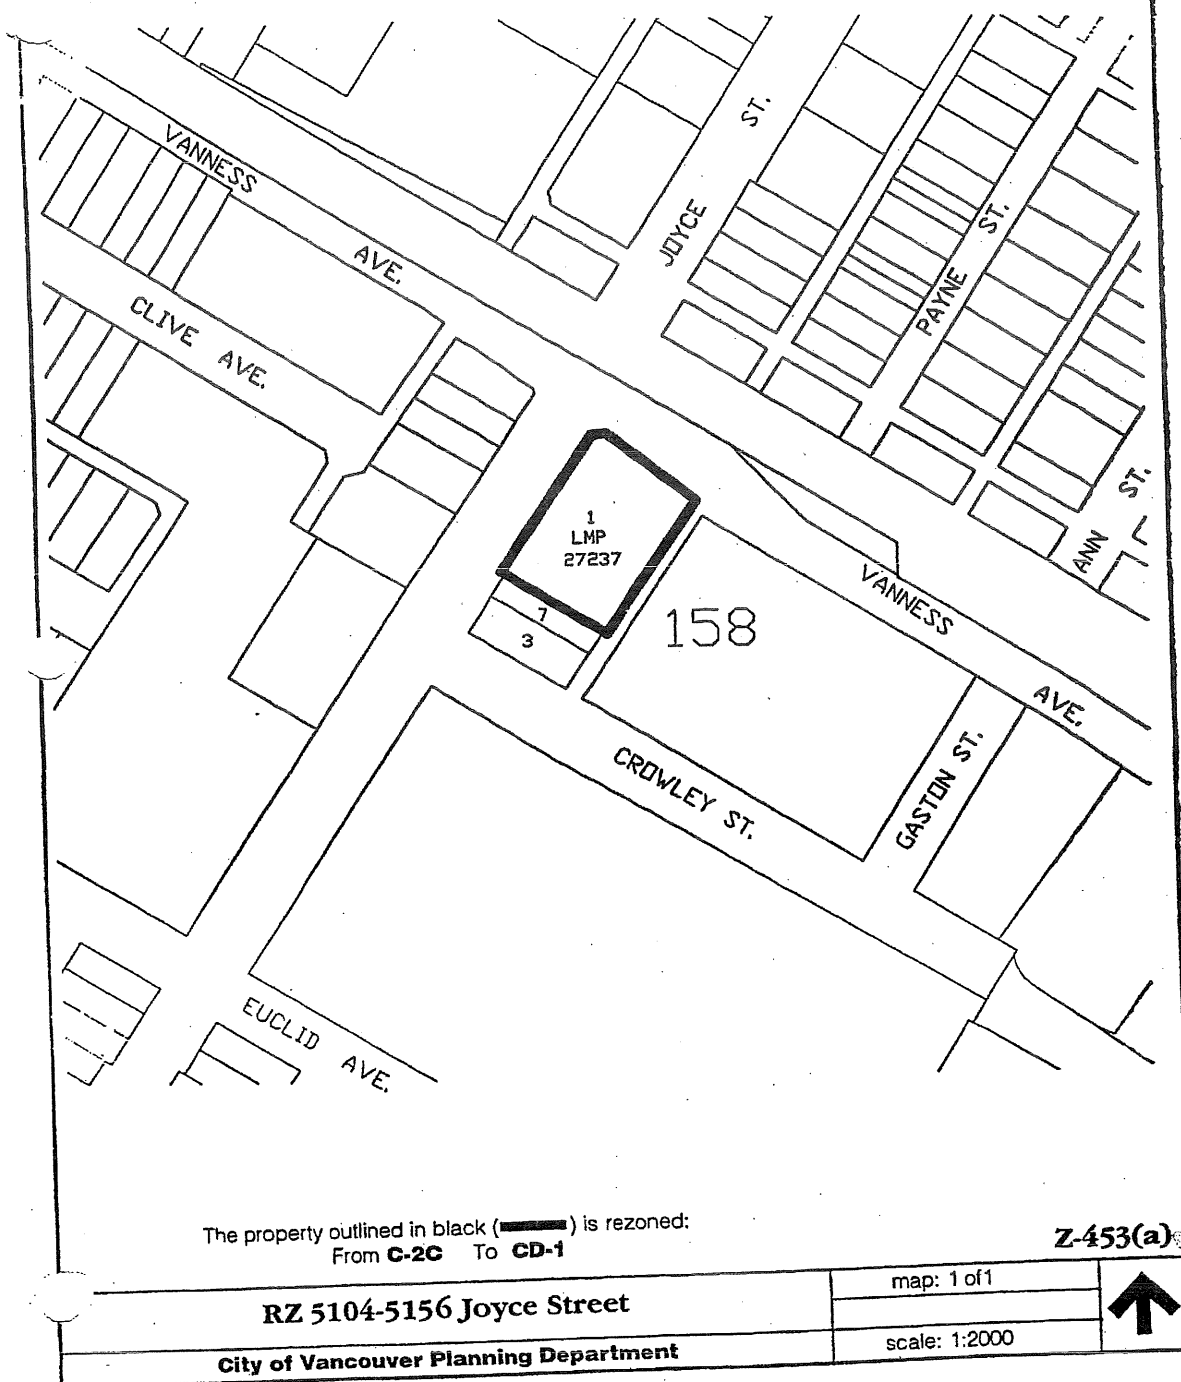 JOYCE ST.
VANNESS AVE.
PAYNE ST.
CLIVE AVE.
ANN ST.
1
LMP
27237
7
3
158
VANNESS AVE.
CROWLEY ST.
GASTON ST.
EUCLID AVE.
The property outlined in black ( ) is rezoned:
From C-2C To CD-1
Z-453(a)
RZ 5104-5156 Joyce Street
map: 1 of 1
scale: 1:2000
City of Vancouver Planning Department